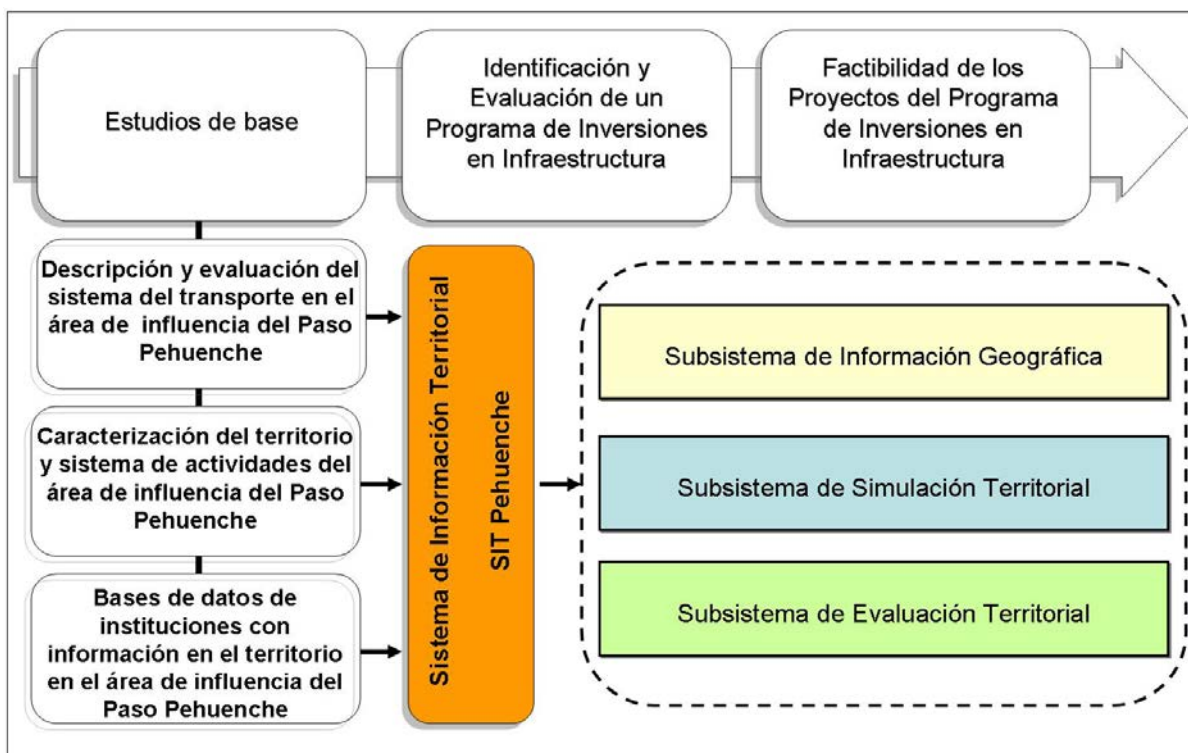 Estudios de base
Identificación y
Evaluación de un
Programa de Inversiones
en Infraestructura
Factibilidad de los
Proyectos del Programa
de Inversiones en
Infraestructura
Descripción y evaluación del
sistema del transporte en el
área de influencia del Paso
Pehuenche
Caracterización del territorio
y sistema de actividades del
área de influencia del Paso
Pehuenche
Bases de datos de
instituciones con
información en el territorio
en el área de influencia del
Paso Pehuenche
Sistema de Información Territorial
SIT Pehuenche
Subsistema de Información Geográfica
Subsistema de Simulación Territorial
Subsistema de Evaluación Territorial